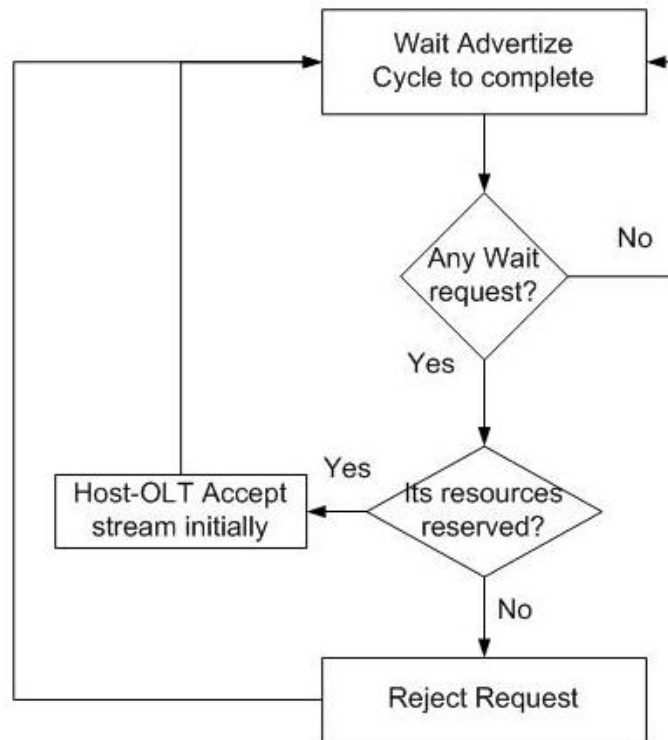 Wait Advertize
Cycle to complete
No
Any Wait
request?
Yes
Yes
Its resources
reserved?
Host-OLT Accept
stream initially
No
Reject Request